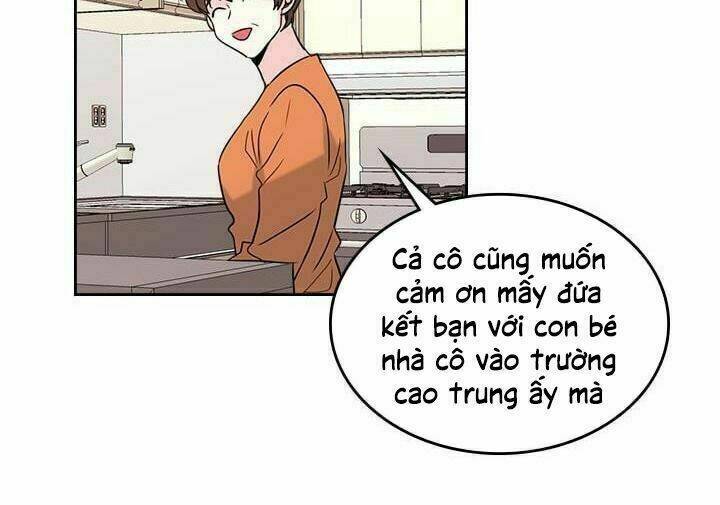 Cả cô cũng muốn
cảm ơn mấy đứa
kết bạn với con bé
nhà cô vào trường
cao trung ấy mà